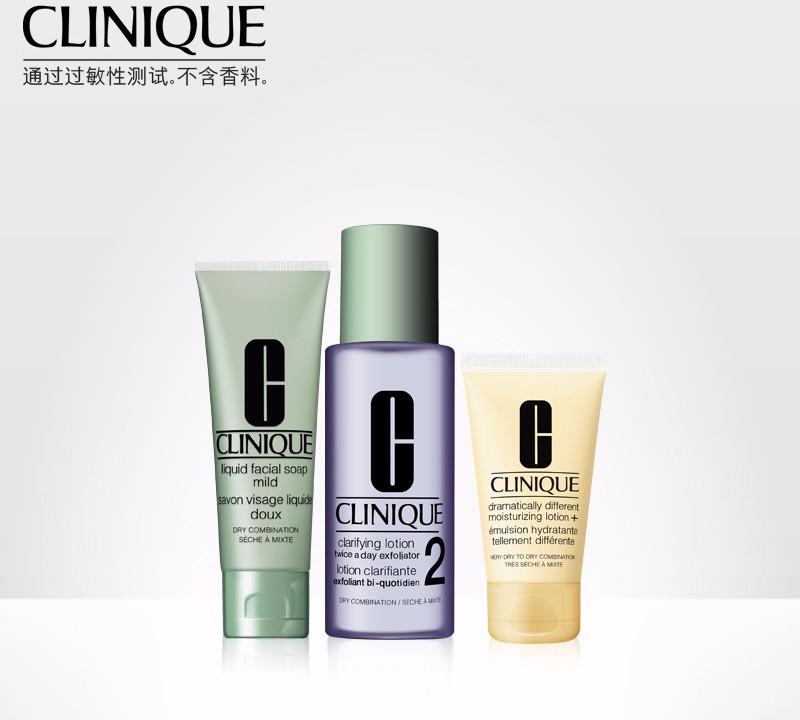 CLINIQUE
通过过敏性测试。不含香料。
C
CLINIQUE
liquid facial soap
mild
savon visage liquide
doux
DRY COMBINATION
SÈCHE À MIXTE
C
CLINIQUE
clarifying lotion
twice a day exfoliator
lotion clarifiante
exfoliant bi-quotidien
2
DRY COMBINATION / SÈCHE À MIXTE
C
CLINIQUE
dramatically different
moisturizing lotion+
émulsion hydratante
tellement différente
VERY DRY TO DRY COMBINATION
TRÈS SÈCHE À MIXTE